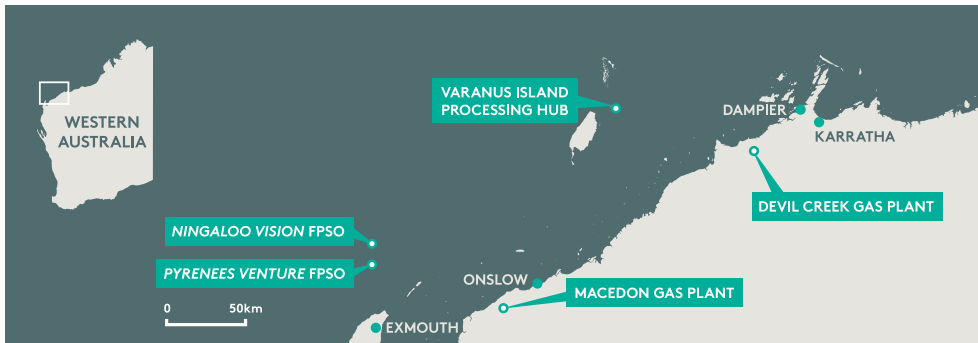 WESTERN
AUSTRALIA
VARANUS ISLAND
PROCESSING HUB
DAMPIER
KARRATHA
DEVIL CREEK GAS PLANT
NINGALOO VISION FPSO
PYRENEES VENTURE FPSO
ONSLOW
MACEDON GAS PLANT
0 50km
EXMOUTH